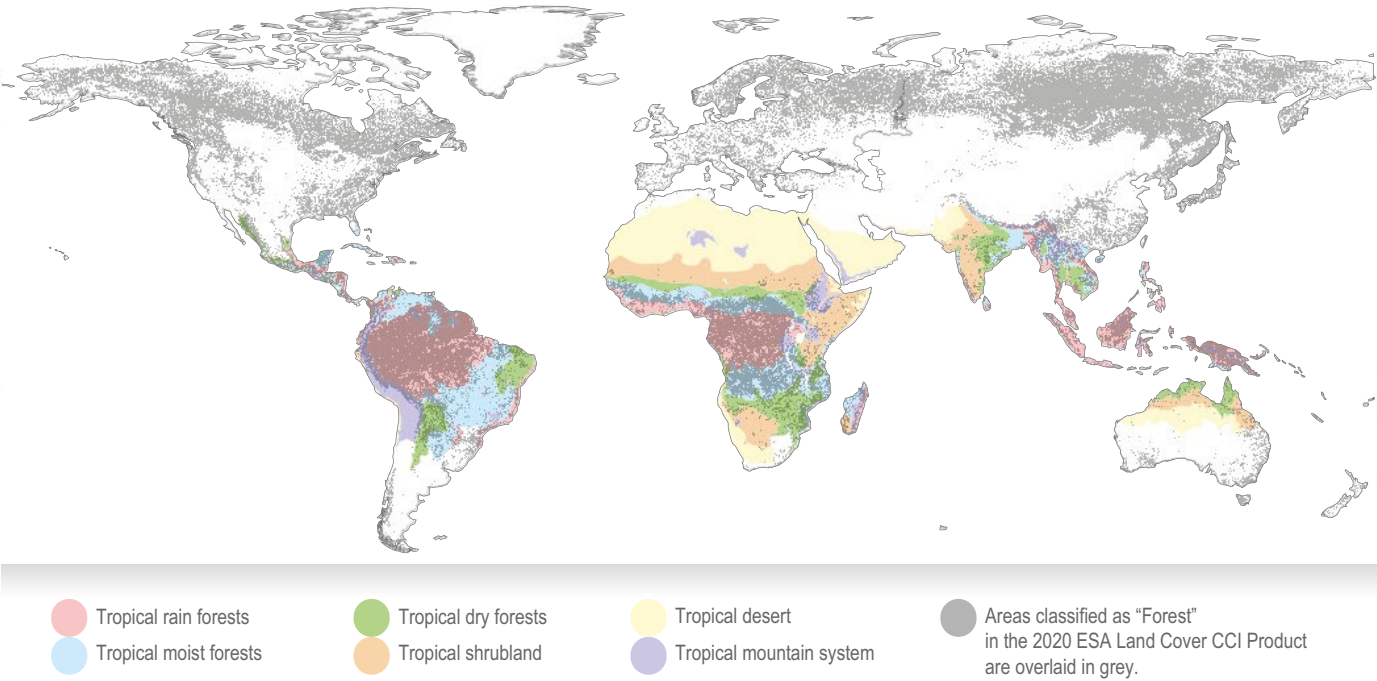 Tropical rain forests
Tropical moist forests
Tropical dry forests
Tropical shrubland
Tropical desert
Tropical mountain system
Areas classified as “Forest”
in the 2020 ESA Land Cover CCI Product
are overlaid in grey.